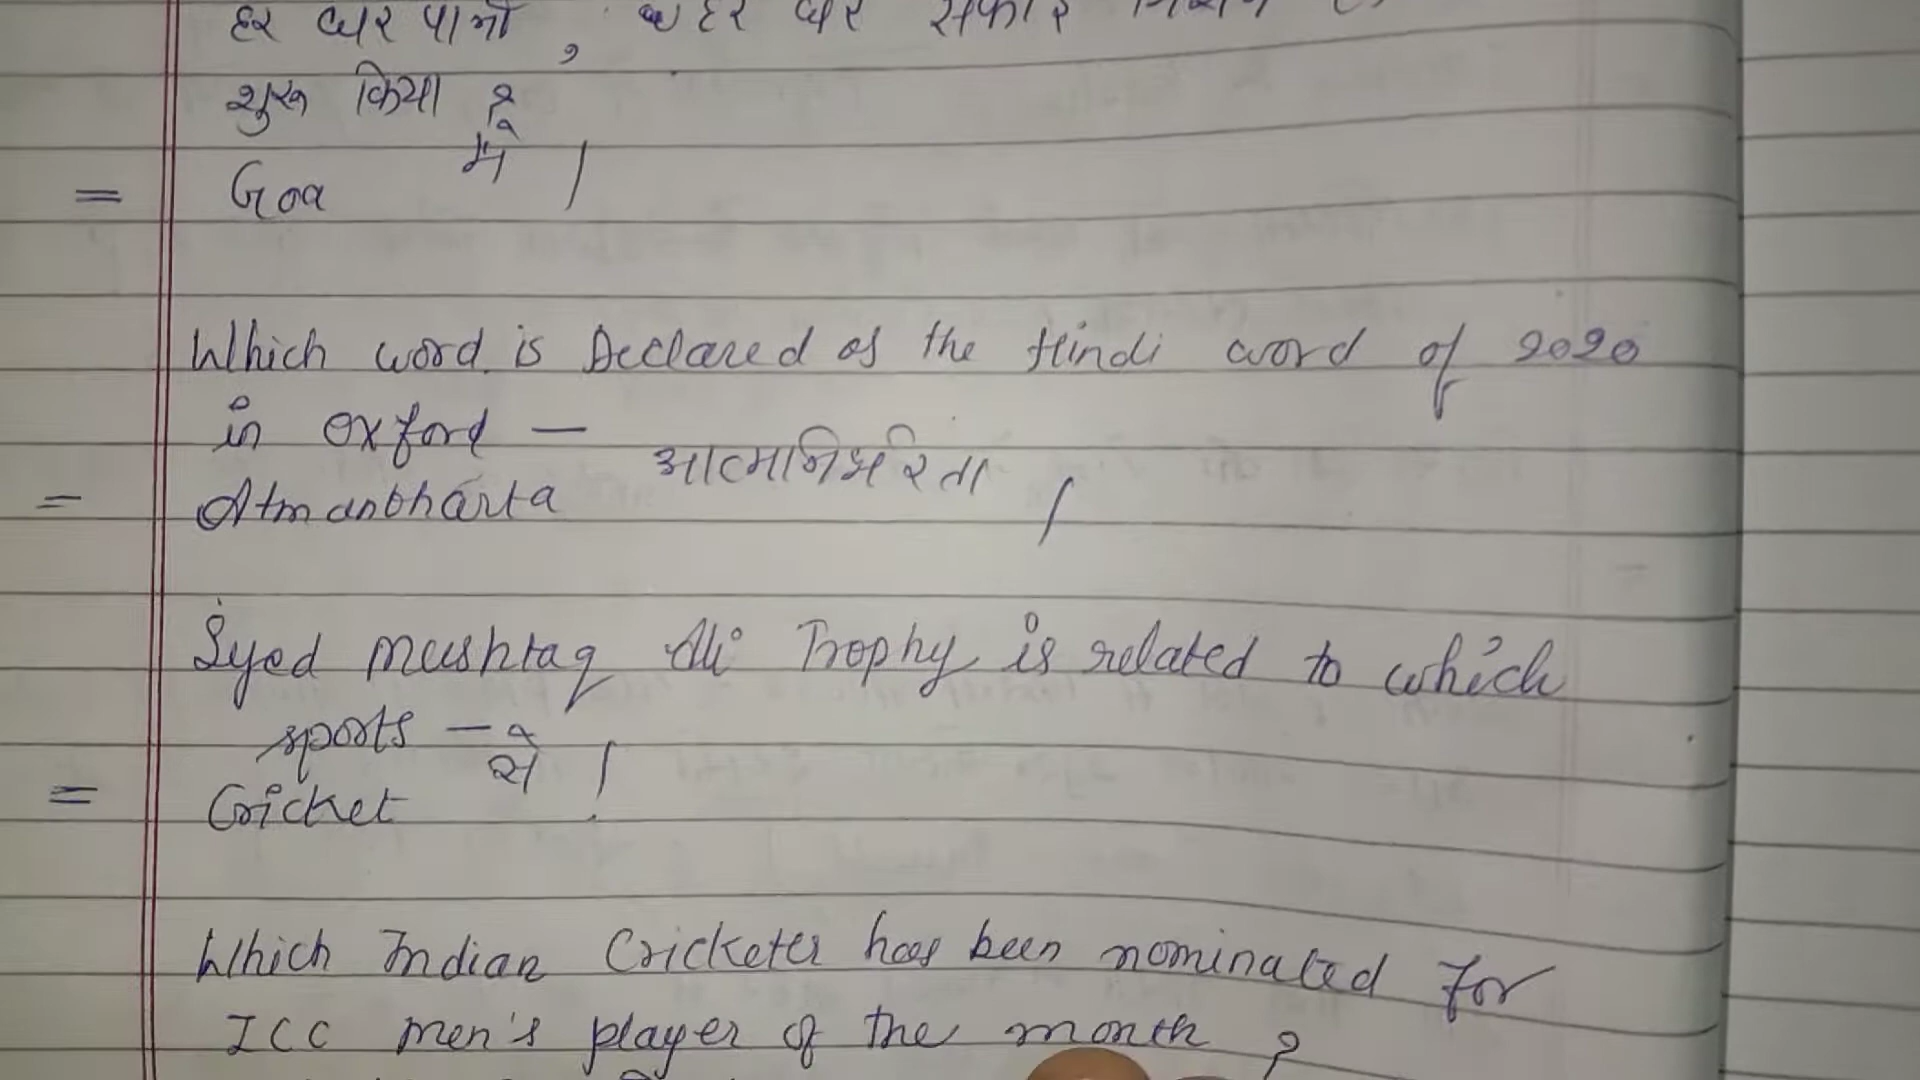 हर घर पानी, हर घर
शुरू किया है
= Goa में |
Which word is Declared as the Hindi word of 2020
in oxford – आत्मानिर्भरता
= Atmanbharta |
Syed mushtaq Ali Trophy is related to which
sports – से |
= Cricket
Which Indian Cricketer has been nominated for
ICC men's player of the month ?